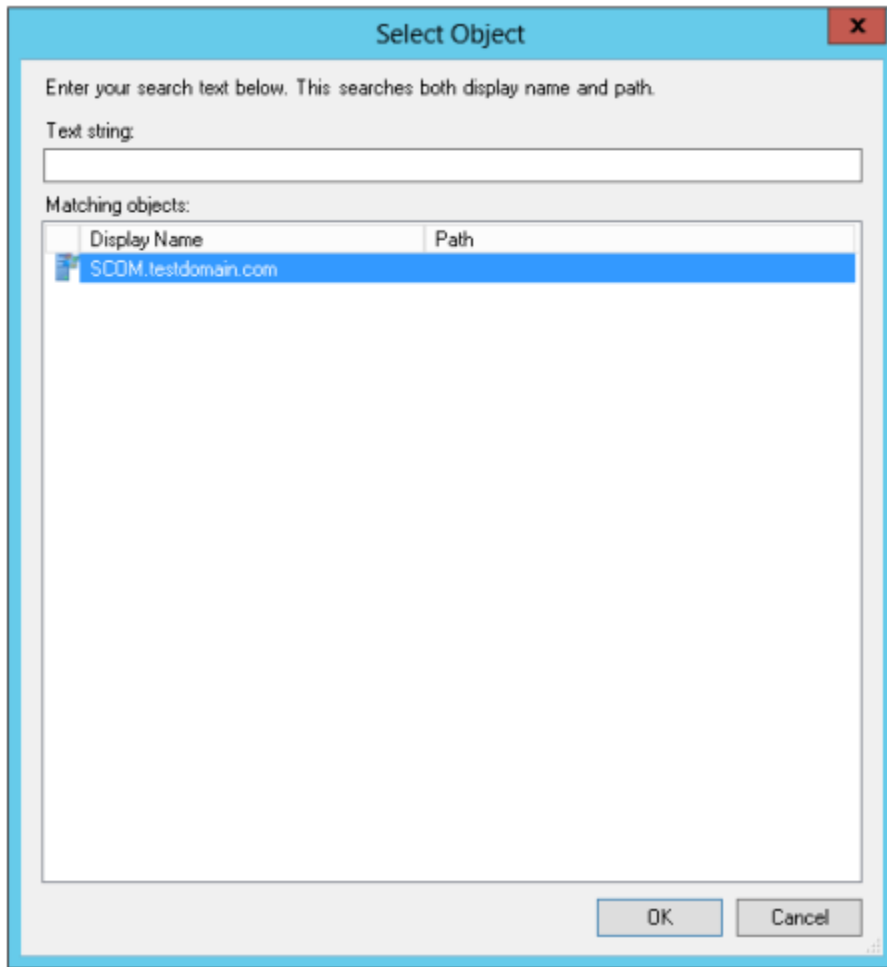 Select Object
x
Enter your search text below. This searches both display name and path.
Text string:
Matching objects:
Display Name Path
SCOM.testdomain.com
OK Cancel